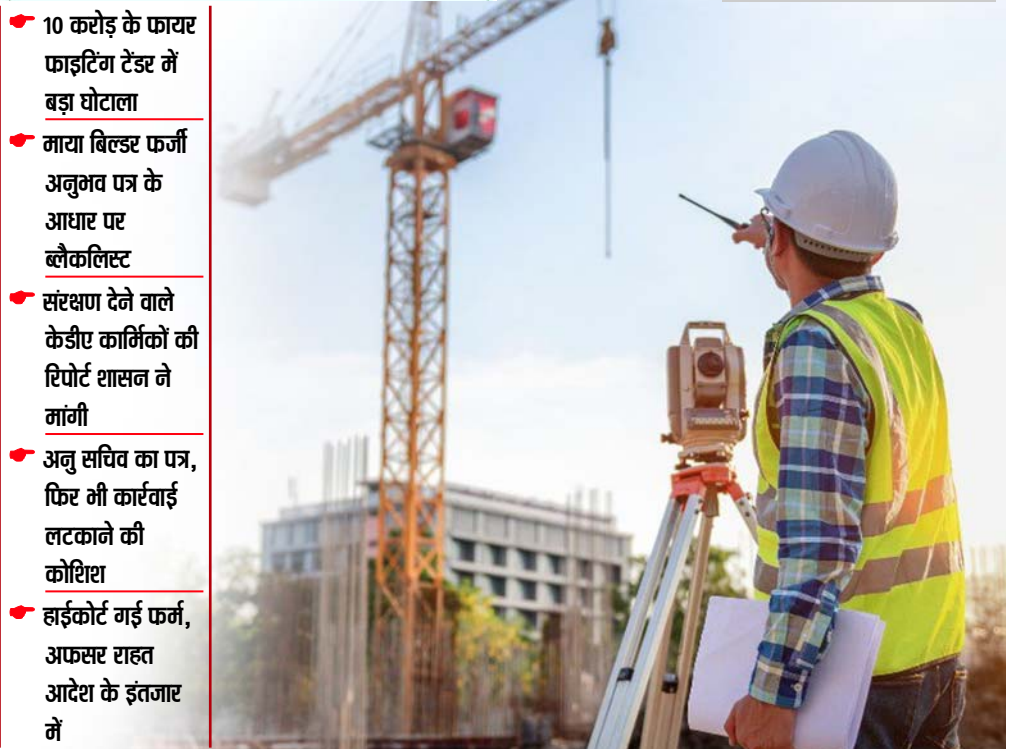 10 करोड़ के फायर
फाइटिंग टेंडर में
बड़ा घोटाला
माया बिल्डर फर्जी
अनुभव पत्र के
आधार पर
ब्लैकलिस्ट
संरक्षण देने वाले
केडीए कार्मिकों की
रिपोर्ट शासन ने
मांगी
अनु सचिव का पत्र,
फिर भी कार्रवाई
लटकाने की
कोशिश
हाईकोर्ट गई फर्म,
अफसर राहत
आदेश के इंतजार
में